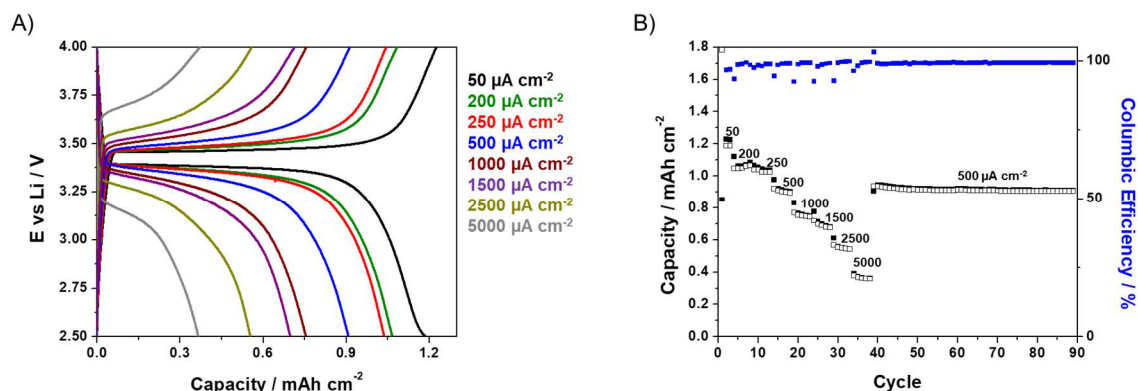 A)
4.00
3.75
3.50
3.25
3.00
2.75
2.50
E vs Li / V
0.0 0.3 0.6 0.9 1.2
Capacity / mAh cm-2
50 µA cm-2
200 µA cm-2
250 µA cm-2
500 µA cm-2
1000 µA cm-2
1500 µA cm-2
2500 µA cm-2
5000 µA cm-2
B)
1.8
1.6
1.4
1.2
1.0
0.8
0.6
0.4
0.2
0.0
Capacity / mAh cm-2
50
200
250
500
1000
1500
2500
5000
500 µA cm-2
100
50
0
Columbic Efficiency / %
0 10 20 30 40 50 60 70 80 90
Cycle